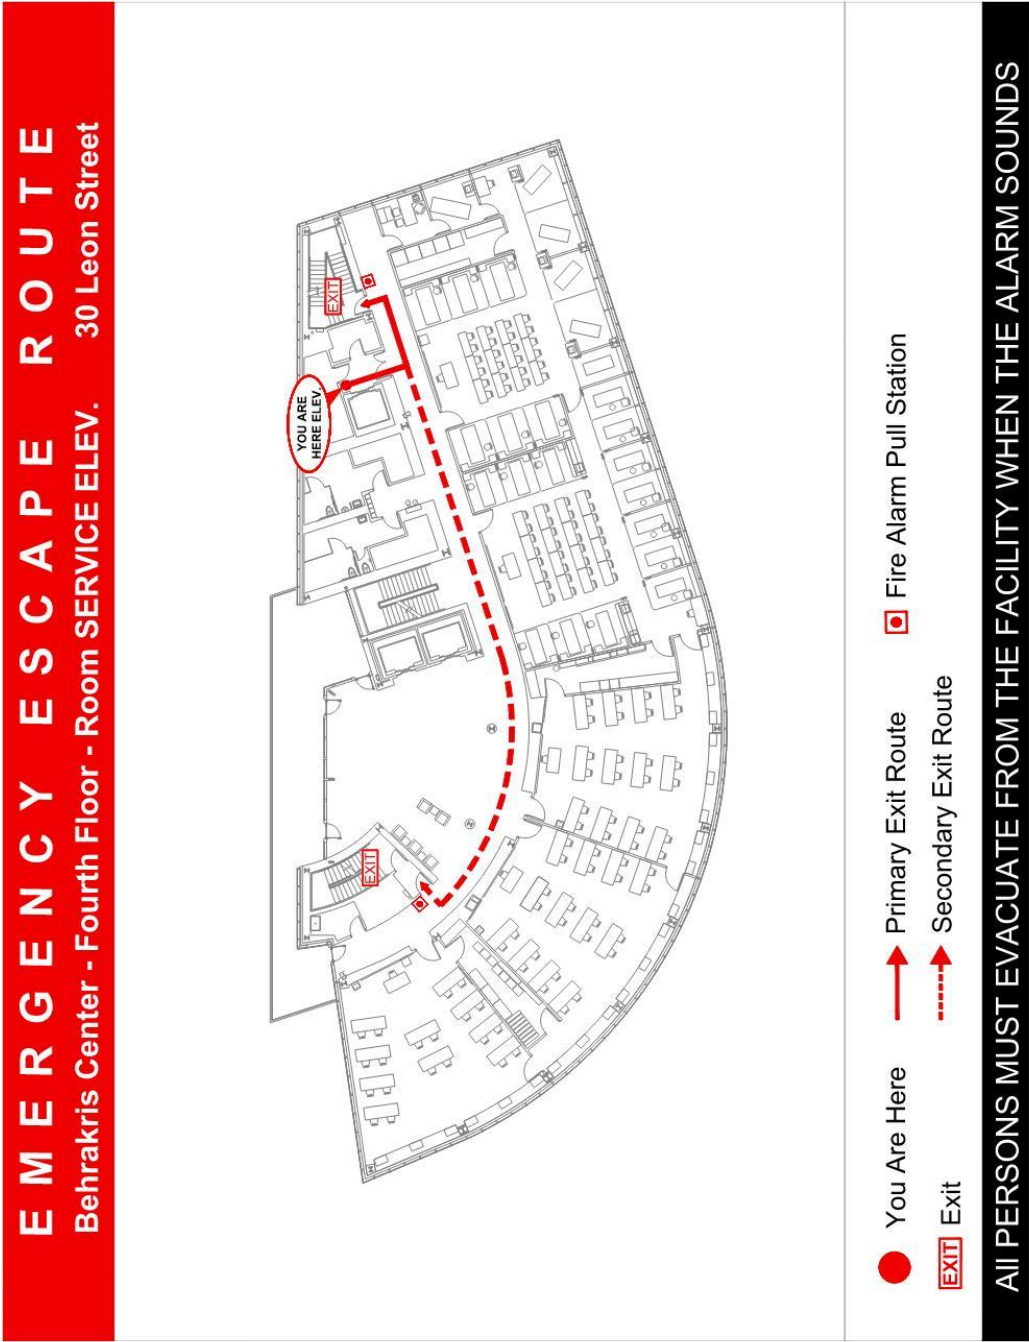 EMERGENCY ESCAPE ROUTE
Behrakris Center - Fourth Floor - Room SERVICE ELEV. 30 Leon Street
YOU ARE
HERE ELEV.
EXIT
EXIT
You Are Here
Primary Exit Route
Fire Alarm Pull Station
EXIT Exit
Secondary Exit Route
All PERSONS MUST EVACUATE FROM THE FACILITY WHEN THE ALARM SOUNDS